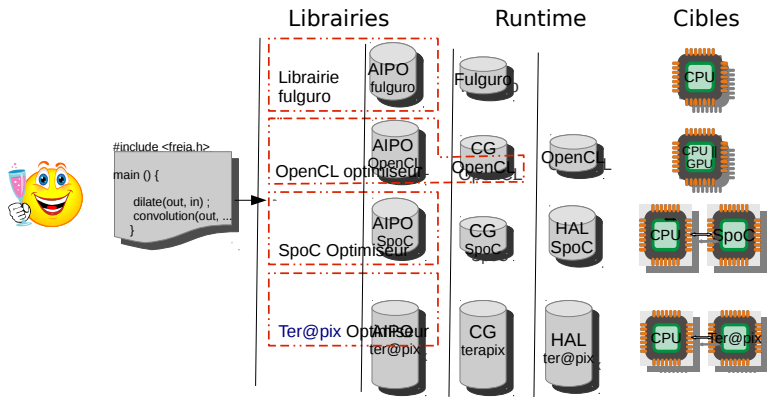 Librairies
Runtime
Cibles
Librairie
fulguro
AIPO
fulguro
Fulguro
CPU
#include <freia.h>
main () {
dilate(out, in) ;
convolution(out, ...
}
OpenCL optimiseur
AIPO
OpenCL
CG
OpenCL
OpenCL
CPU ||
GPU
SpoC Optimiseur
AIPO
SpoC
CG
SpoC
HAL
SpoC
CPU
SpoC
Ter@pix Optimiseur
AIPO
ter@pix
CG
terapix
HAL
ter@pix
CPU
Ter@pix